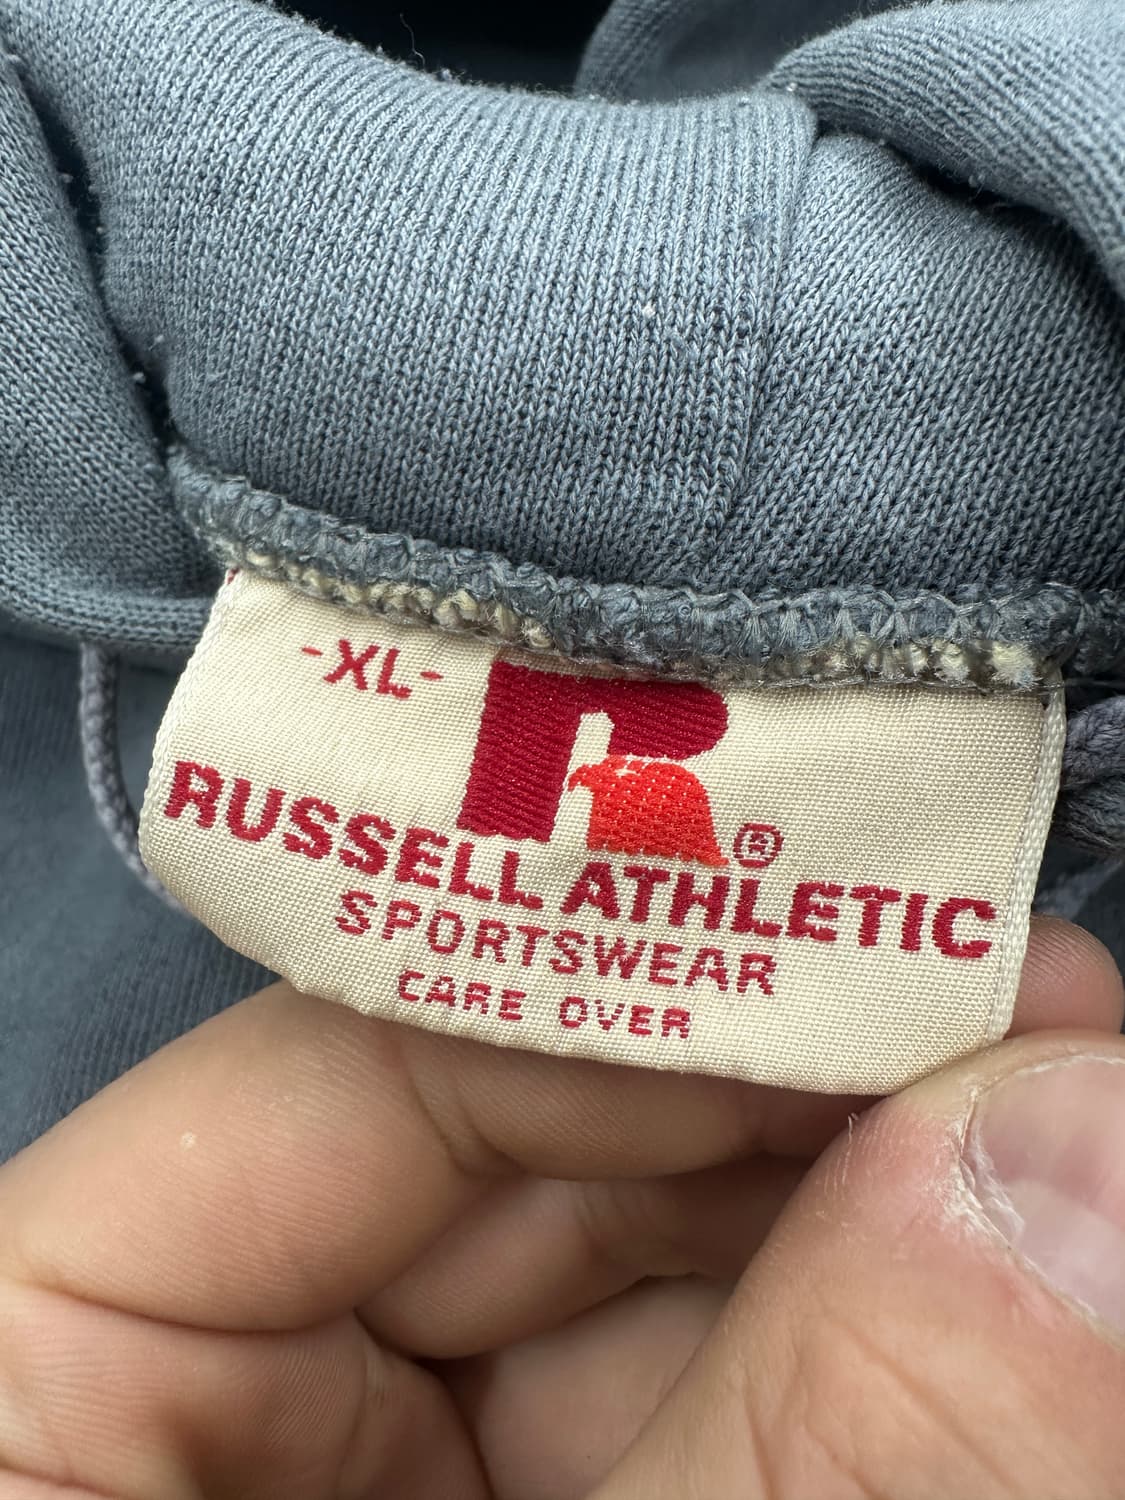 -XL-
R
®
RUSSELL ATHLETIC
SPORTSWEAR
CARE OVER